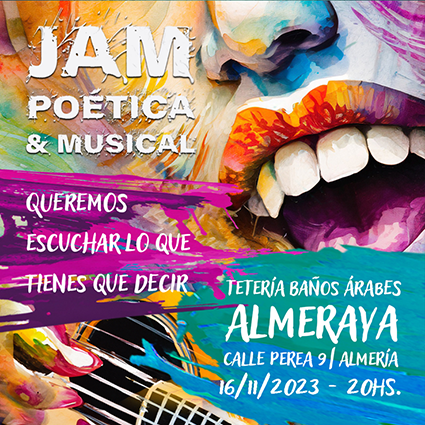 JAM
POÉTICA
& MUSICAL
QUEREMOS
ESCUCHAR LO QUE
TIENES QUE DECIR
TETERÍA BAÑOS ÁRABES
ALMERAYA
CALLE PEREA 9 | ALMERÍA
16/11/2023 - 20HS.